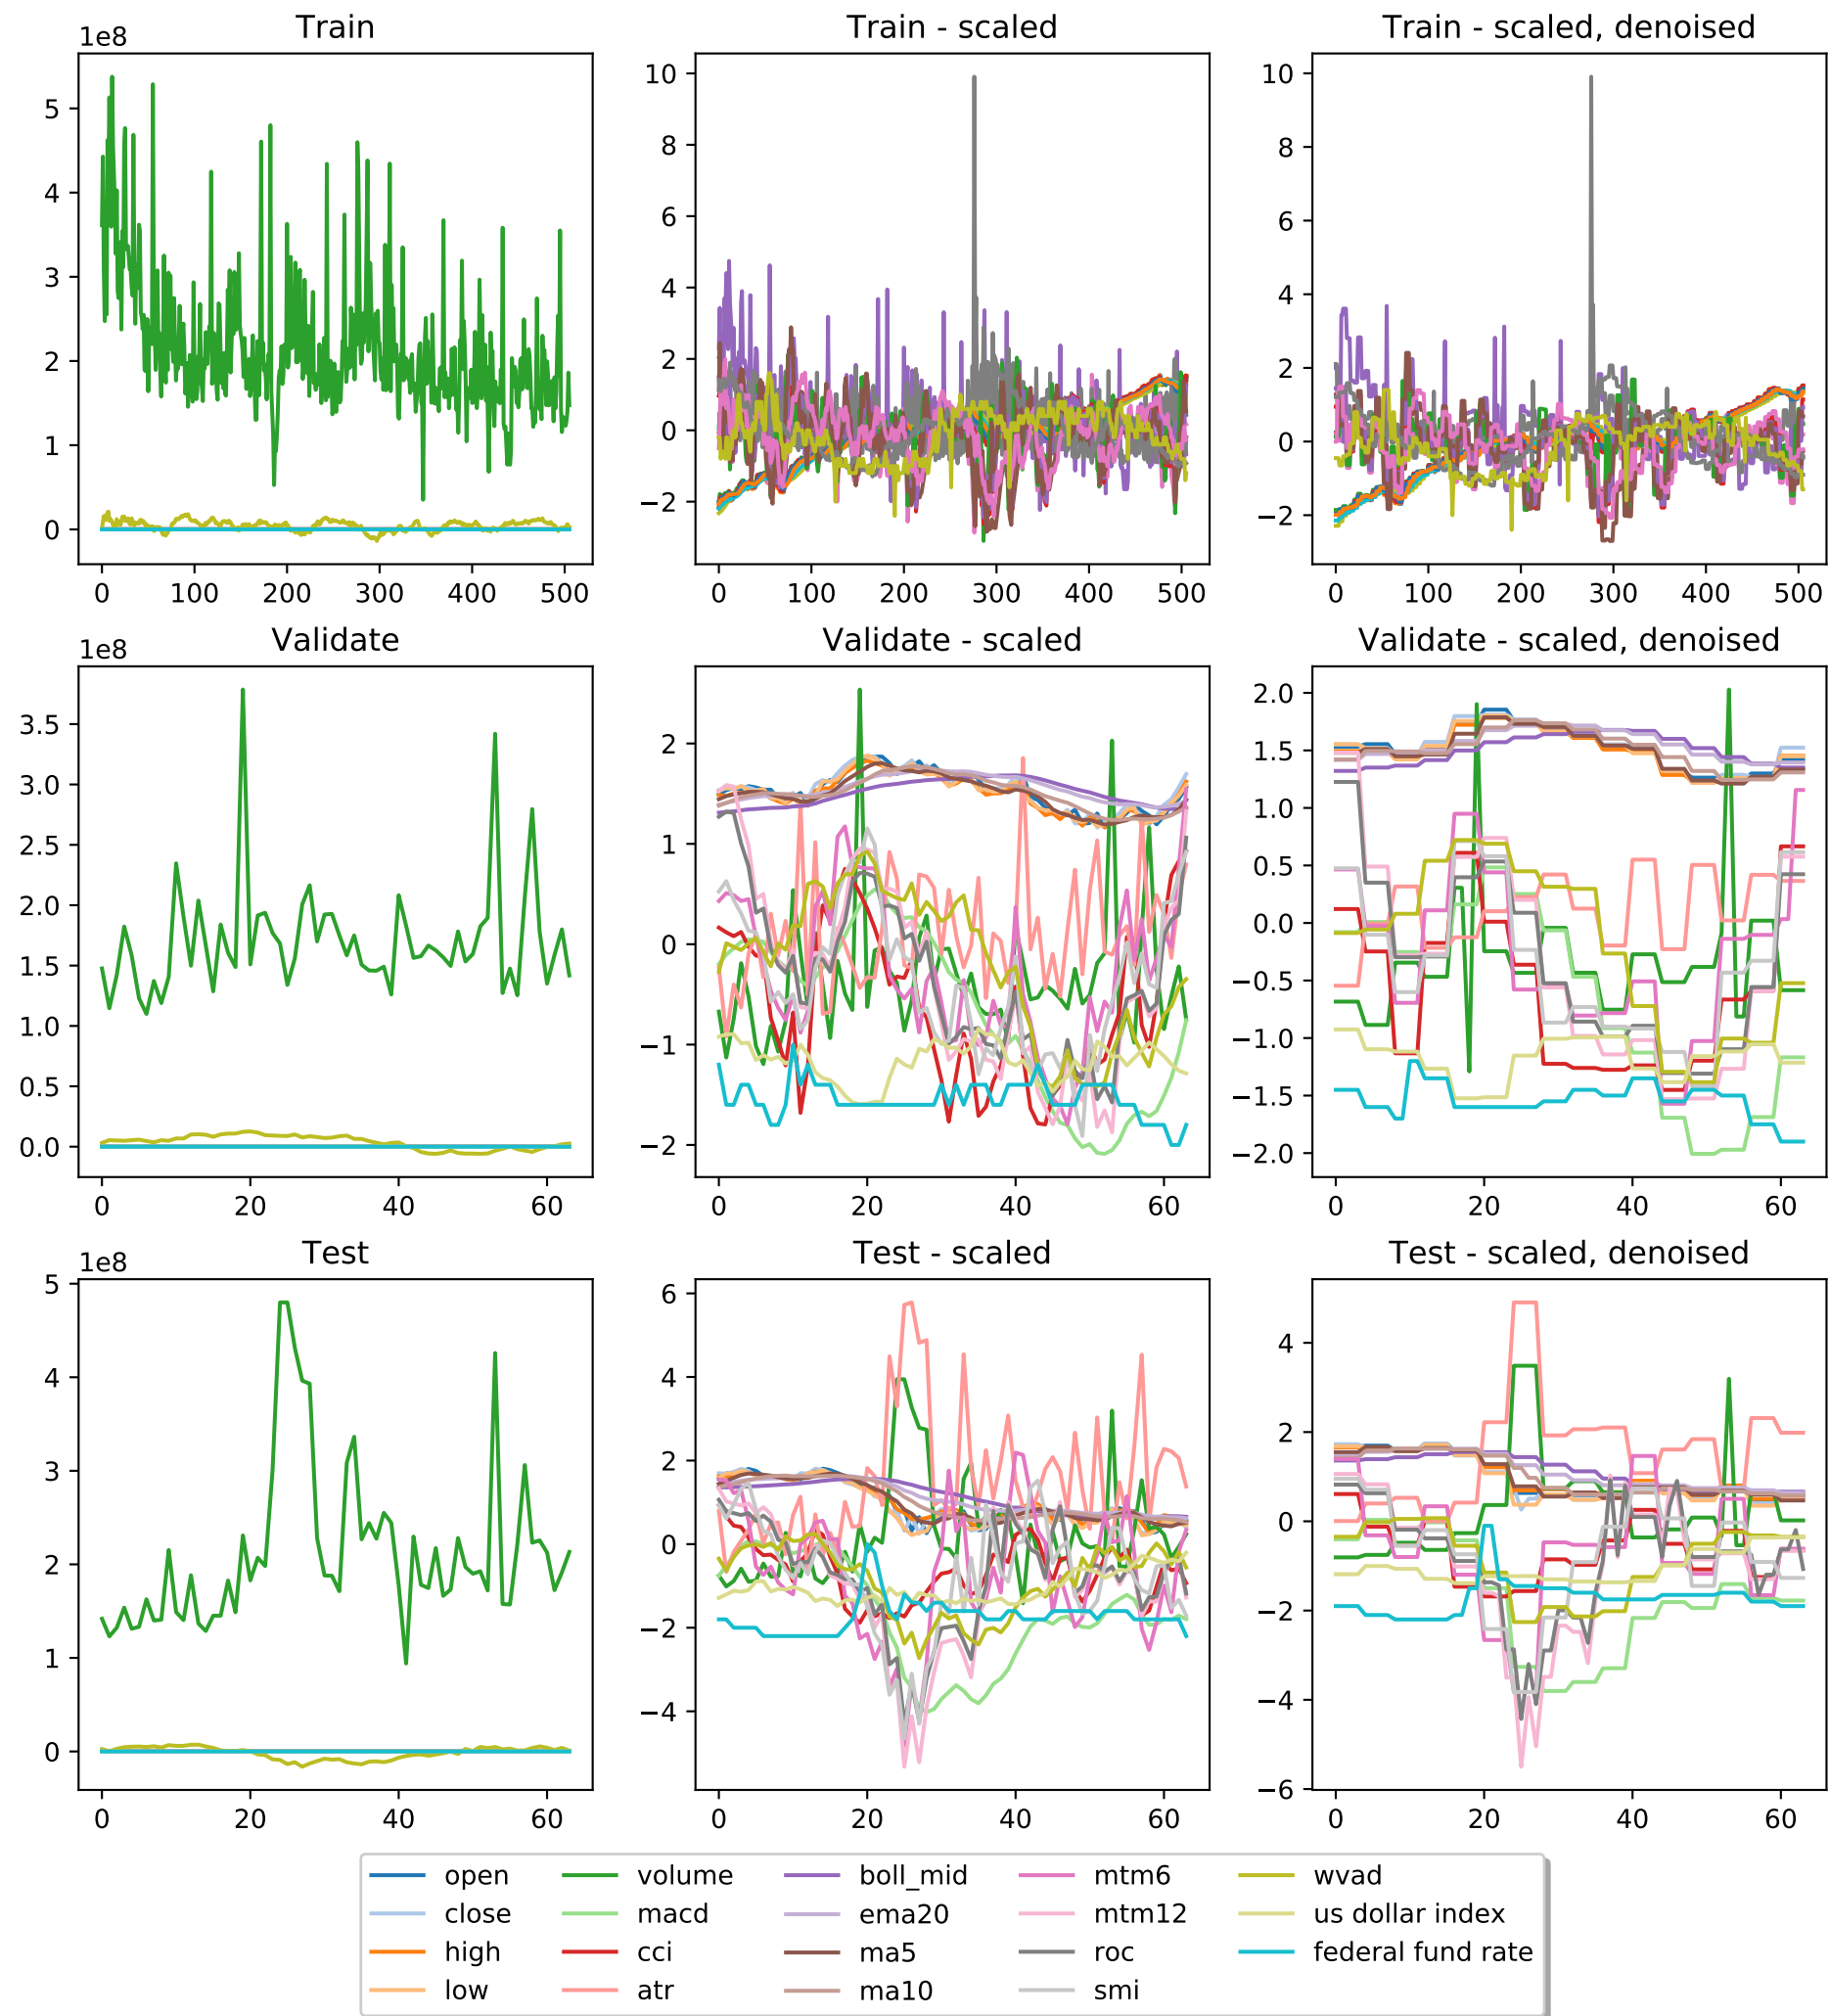 Train
Train - scaled
Train - scaled, denoised
1e8
5
4
3
2
1
0
0 100 200 300 400 500
10
8
6
4
2
0
−2
0 100 200 300 400 500
10
8
6
4
2
0
−2
0 100 200 300 400 500
Validate
Validate - scaled
Validate - scaled, denoised
1e8
3.5
3.0
2.5
2.0
1.5
1.0
0.5
0.0
0 20 40 60
2
1
0
−1
−2
0 20 40 60
2.0
1.5
1.0
0.5
0.0
−0.5
−1.0
−1.5
−2.0
0 20 40 60
Test
Test - scaled
Test - scaled, denoised
1e8
5
4
3
2
1
0
0 20 40 60
6
4
2
0
−2
−4
0 20 40 60
4
2
0
−2
−4
−6
0 20 40 60
open volume boll_mid mtm6 wvad
close macd ema20 mtm12 us dollar index
high cci ma5 roc federal fund rate
low atr ma10 smi